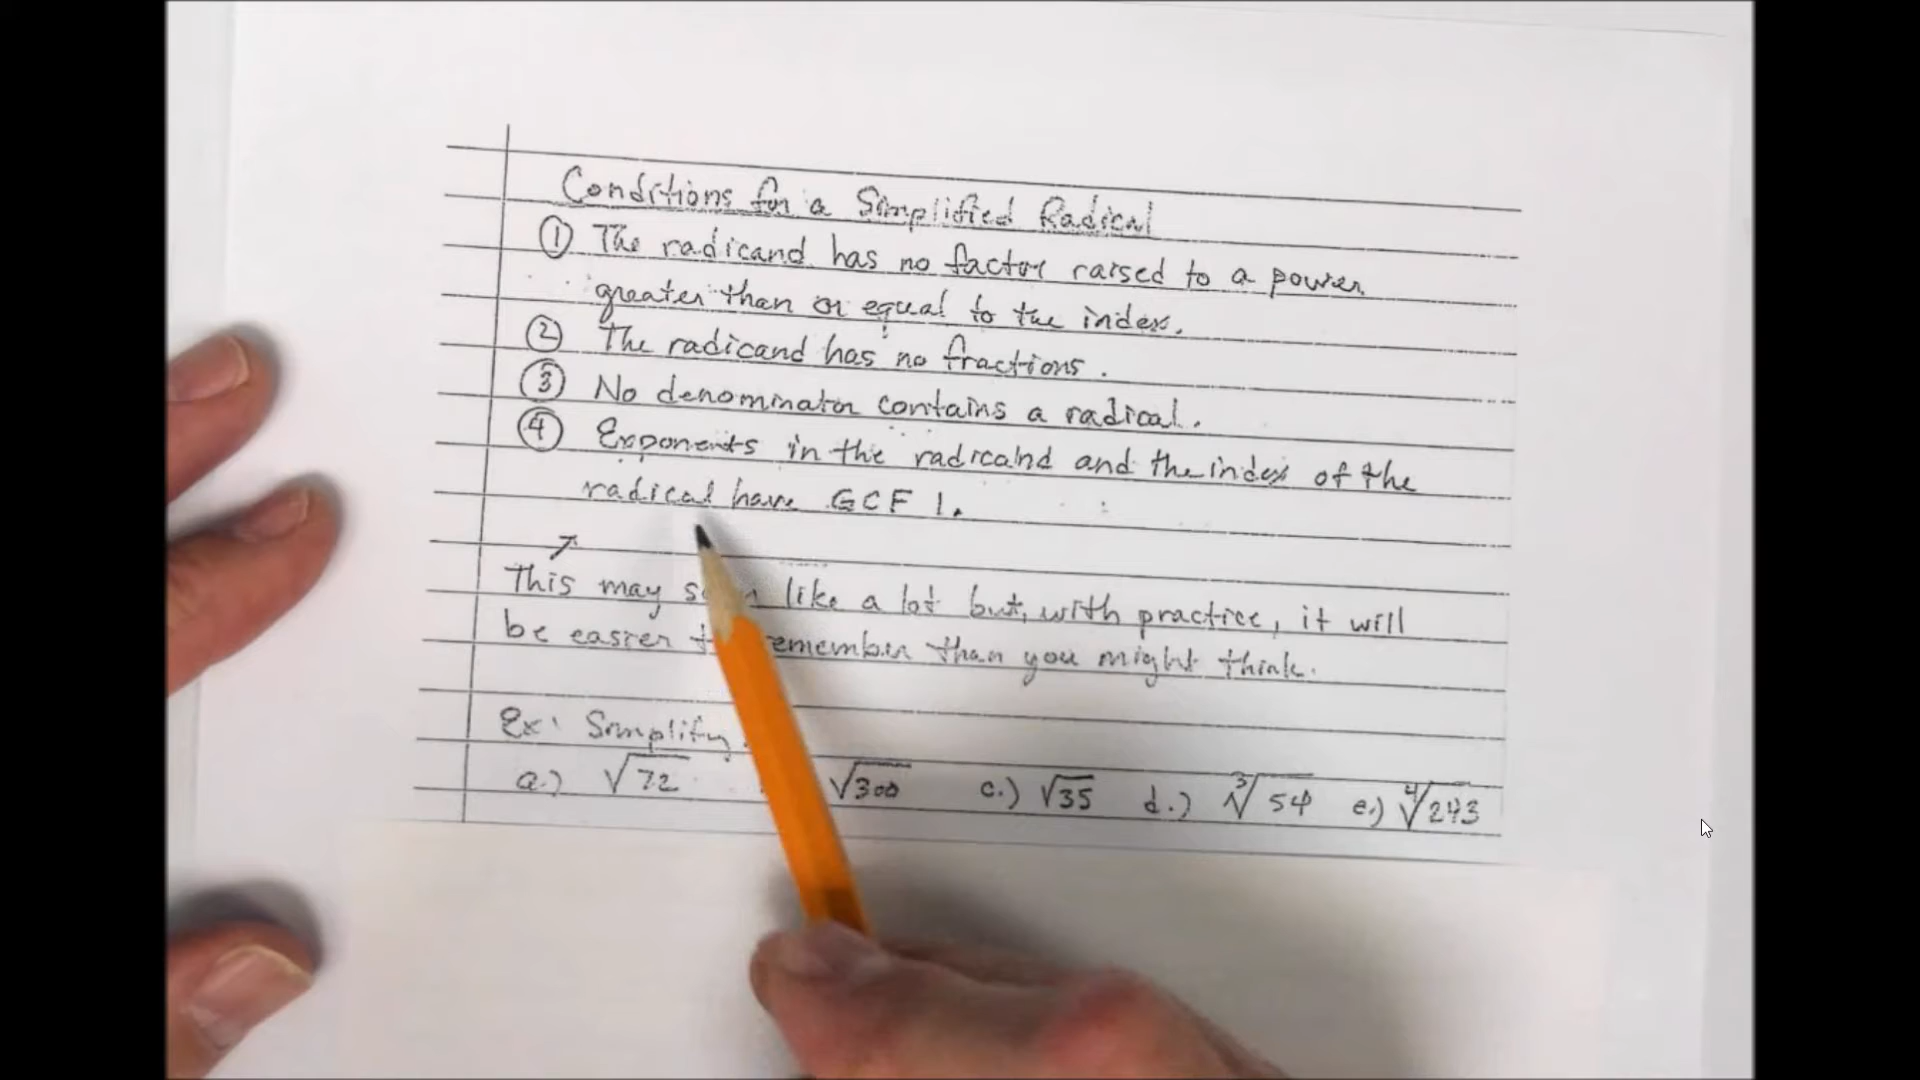 Conditions for a Simplified Radical
① The radicand has no factor raised to a power
greater than or equal to the index.
② The radicand has no fractions.
③ No denominator contains a radical.
④ Exponents in the radicand and the index of the
radical have GCF 1.
This may like a lot but, with practice, it will
be easier remember than you might think.
Ex: Simplify.
a.) √72 √300 c.) √35 d.) ∛54 e.) ∜243